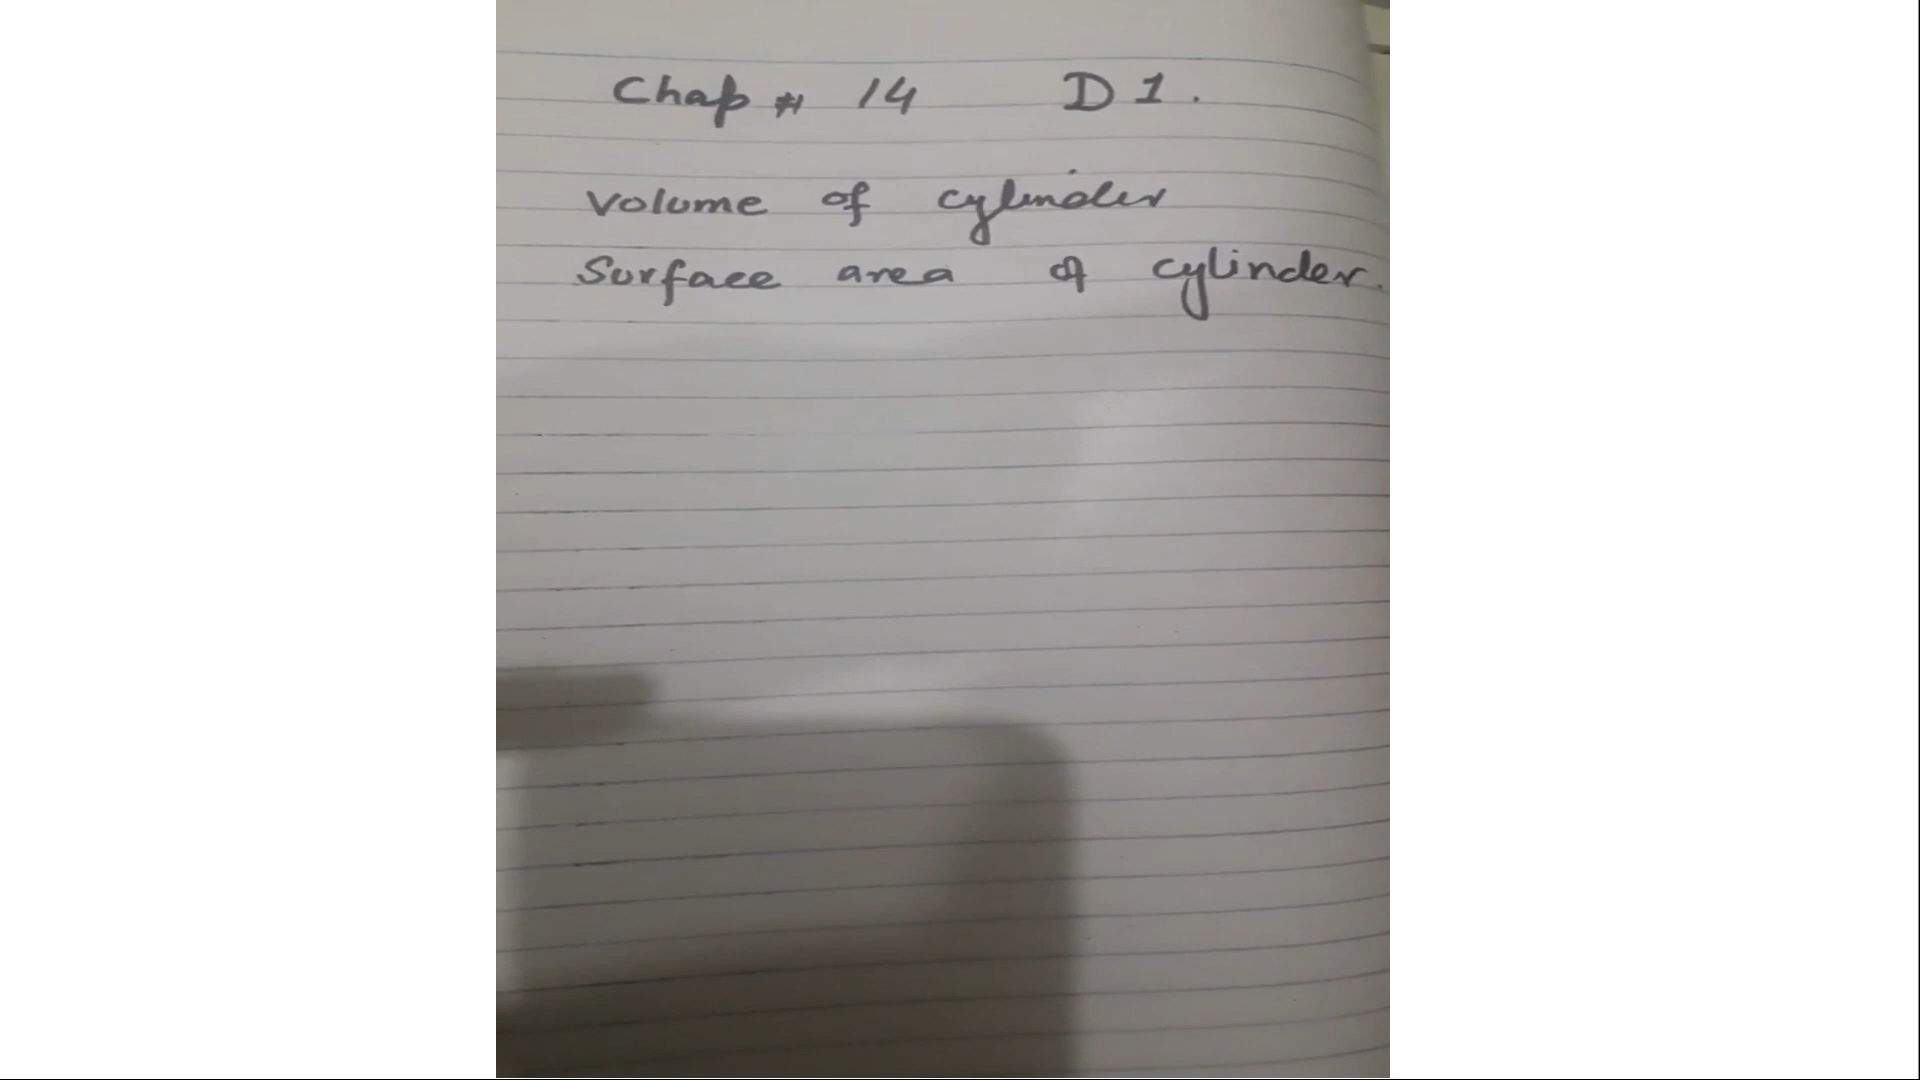 Chap # 14 D 1.
Volume of cylinder
Surface area of cylinder.